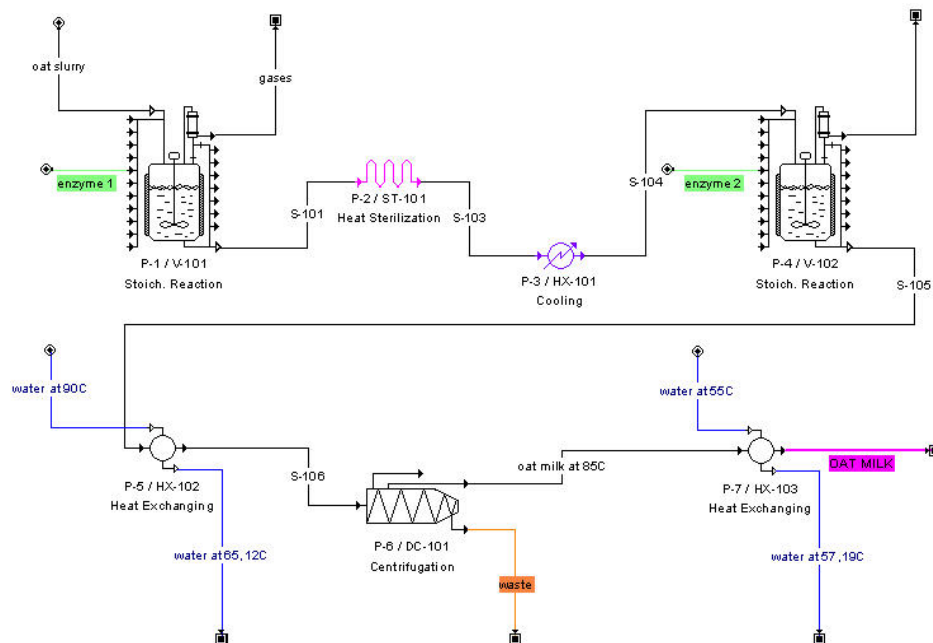 oat slurry
gases
enzyme 1
P-1 / V-101
Stoich. Reaction
S-101
P-2 / ST-101
Heat Sterilization
S-103
P-3 / HX-101
Cooling
S-104
enzyme 2
P-4 / V-102
Stoich. Reaction
S-105
water at 90C
P-5 / HX-102
Heat Exchanging
water at 65,12C
S-106
P-6 / DC-101
Centrifugation
oat milk at 85C
waste
water at 55C
P-7 / HX-103
Heat Exchanging
OAT MILK
water at 57,19C